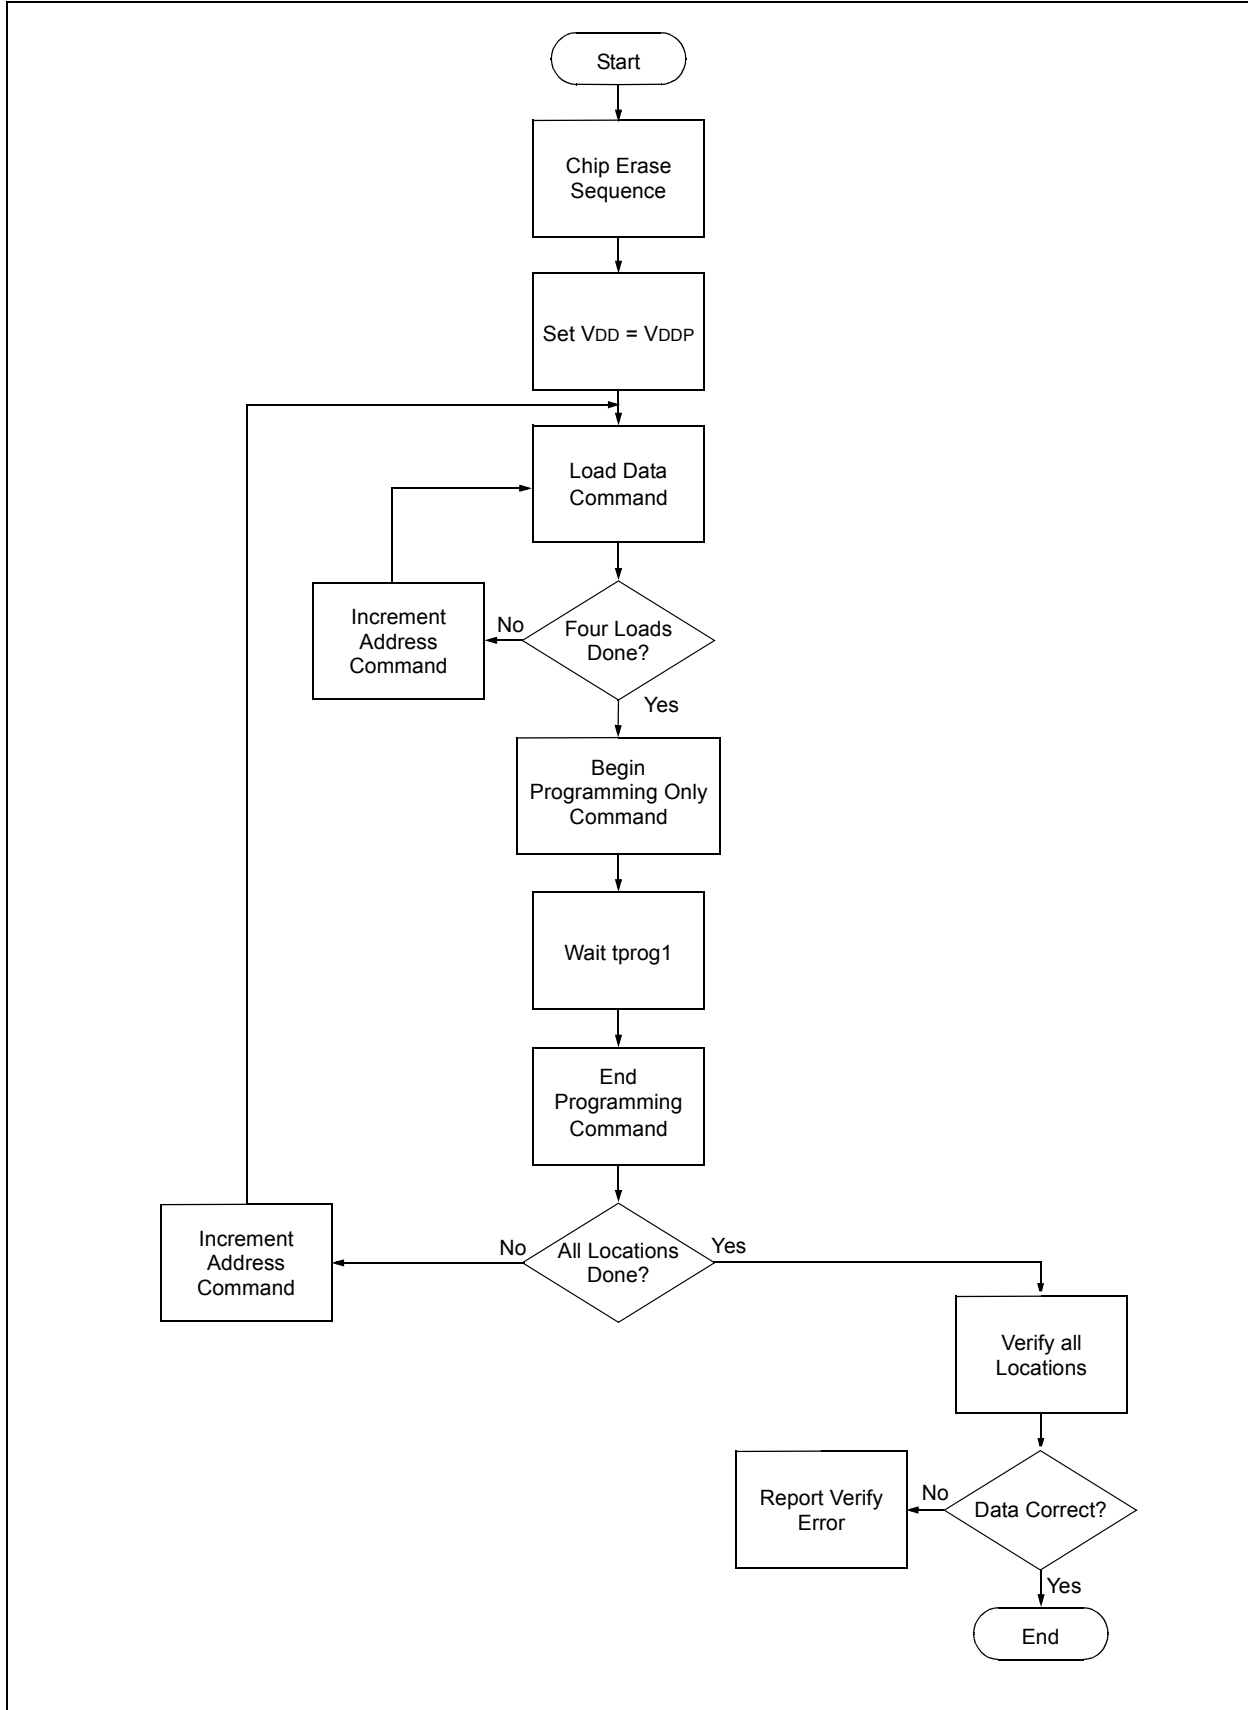 Start
Chip Erase
Sequence
Set VDD = VDDP
Load Data
Command
Increment
Address
Command
No
Four Loads
Done?
Yes
Begin
Programming Only
Command
Wait tprog1
End
Programming
Command
Increment
Address
Command
No
All Locations
Done?
Yes
Verify all
Locations
Report Verify
Error
No
Data Correct?
Yes
End